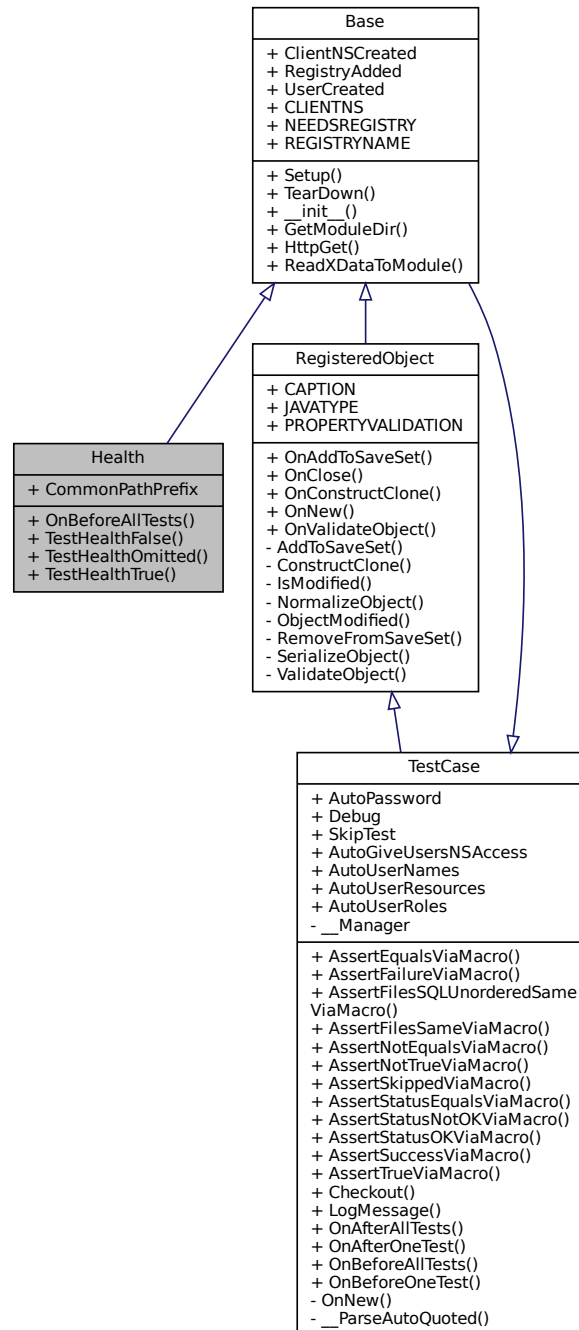 Base
+ ClientNSCreated
+ RegistryAdded
+ UserCreated
+ CLIENTNS
+ NEEDSREGISTRY
+ REGISTRYNAME
+ Setup()
+ TearDown()
+ __init__()
+ GetModuleDir()
+ HttpGet()
+ ReadXDataToModule()
RegisteredObject
+ CAPTION
+ JAVATYPE
+ PROPERTYVALIDATION
+ OnAddToSaveSet()
+ OnClose()
+ OnConstructClone()
+ OnNew()
+ OnValidateObject()
- AddToSaveSet()
- ConstructClone()
- IsModified()
- NormalizeObject()
- ObjectModified()
- RemoveFromSaveSet()
- SerializeObject()
- ValidateObject()
Health
+ CommonPathPrefix
+ OnBeforeAllTests()
+ TestHealthFalse()
+ TestHealthOmitted()
+ TestHealthTrue()
TestCase
+ AutoPassword
+ Debug
+ SkipTest
+ AutoGiveUsersNSAccess
+ AutoUserNames
+ AutoUserResources
+ AutoUserRoles
- __Manager
+ AssertEqualsViaMacro()
+ AssertFailureViaMacro()
+ AssertFilesSQLUnorderedSame
ViaMacro()
+ AssertFilesSameViaMacro()
+ AssertNotEqualsViaMacro()
+ AssertNotTrueViaMacro()
+ AssertSkippedViaMacro()
+ AssertStatusEqualsViaMacro()
+ AssertStatusNotOKViaMacro()
+ AssertStatusOKViaMacro()
+ AssertSuccessViaMacro()
+ AssertTrueViaMacro()
+ Checkout()
+ LogMessage()
+ OnAfterAllTests()
+ OnAfterOneTest()
+ OnBeforeAllTests()
+ OnBeforeOneTest()
- OnNew()
- __ParseAutoQuoted()